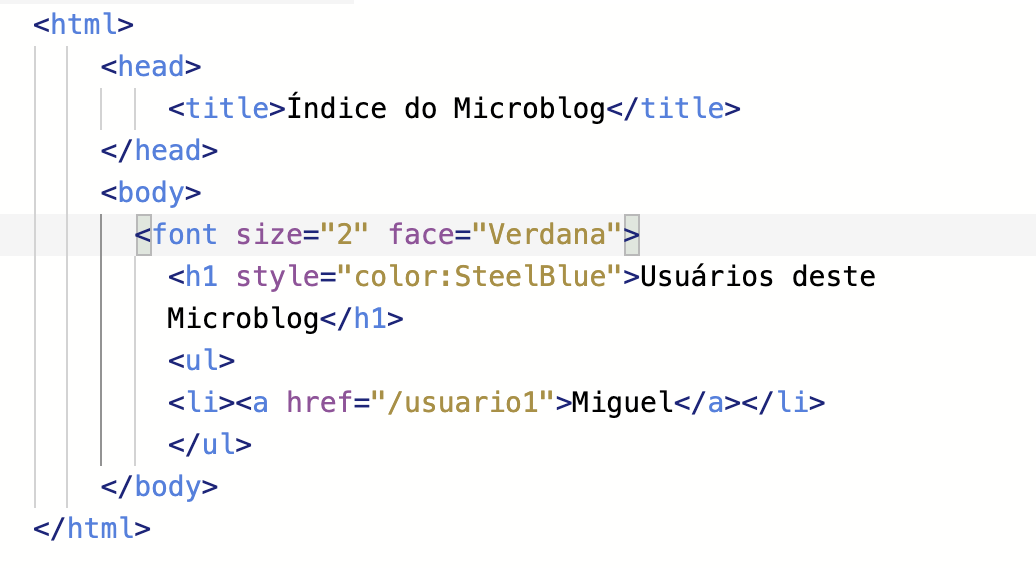 <html>
<head>
<title>Índice do Microblog</title>
</head>
<body>
<font size="2" face="Verdana">
<h1 style="color:SteelBlue">Usuários deste
Microblog</h1>
<ul>
<li><a href="/usuario1">Miguel</a></li>
</ul>
</body>
</html>